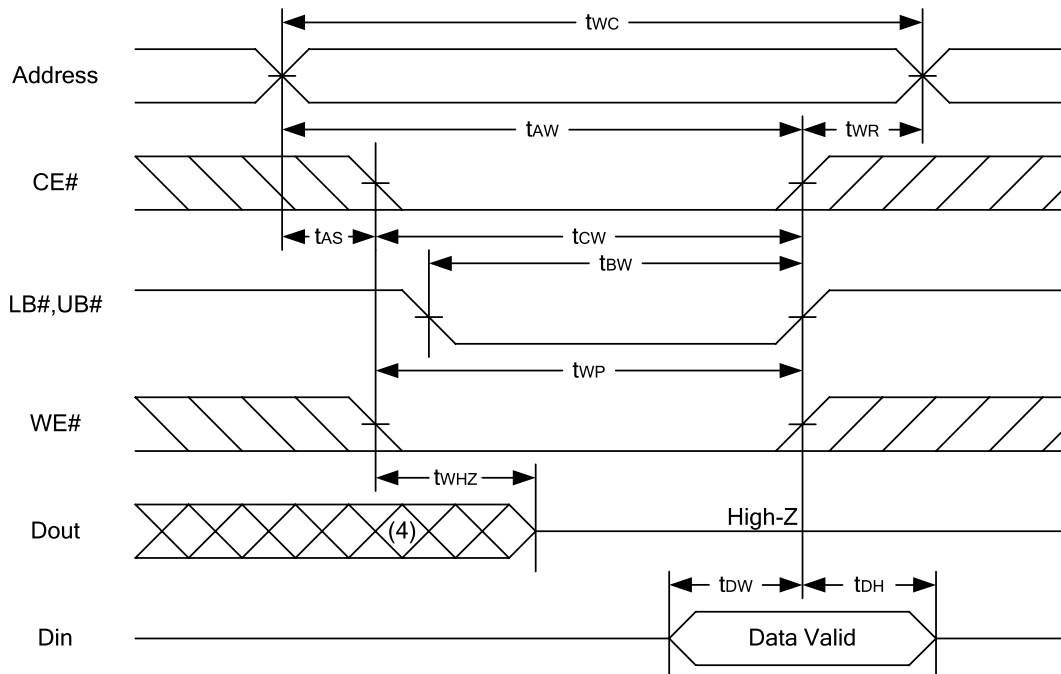 tWC
Address
tAW
tWR
CE#
tAS
tCW
tBW
LB#,UB#
tWP
WE#
tWHZ
Dout
(4)
High-Z
tDW
tDH
Din
Data Valid